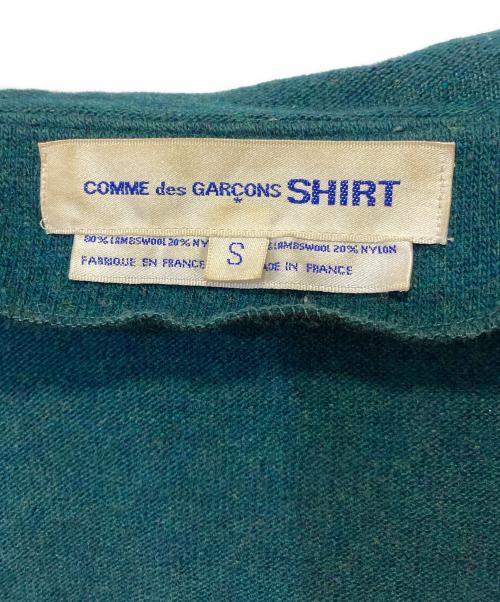 COMME des GARÇONS SHIRT
80% LAMBSWOOL 20% NY LAMBSWOOL 20% NYLON
S
FABRIQUE EN FRANCE ADE IN FRANCE